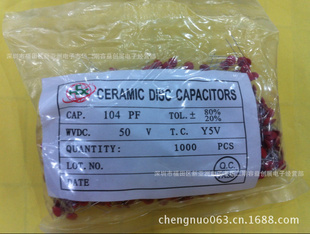 CERAMIC DISC CAPACITORS
CAP. 104 PF TOL. ± 80% 20%
WVDC. 50 V T.C. Y5V
QUANTITY: 1000 PCS
LOT.NO. Q.C.
DATE
chengnuo063.cn.1688.com